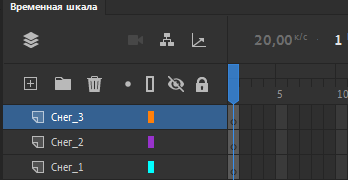 Временная шкала
20,00 к/с 1
5 10
Снег_3
Снег_2
Снег_1